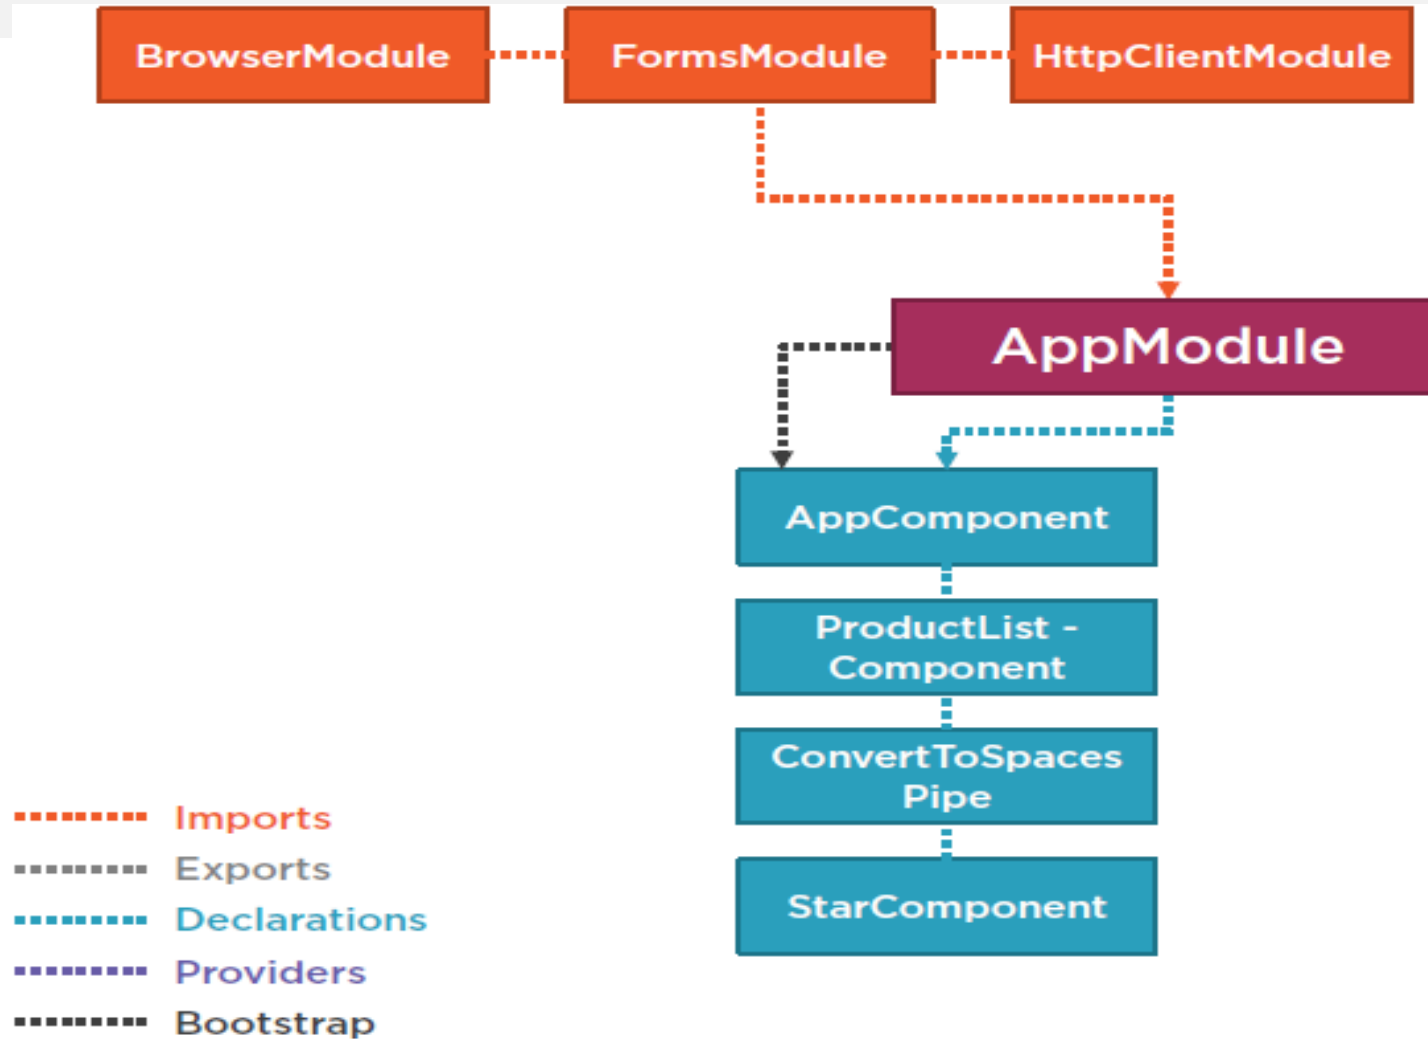 BrowserModule
FormsModule
HttpClientModule
AppModule
AppComponent
ProductList -
Component
ConvertToSpaces
Pipe
StarComponent
Imports
Exports
Declarations
Providers
Bootstrap